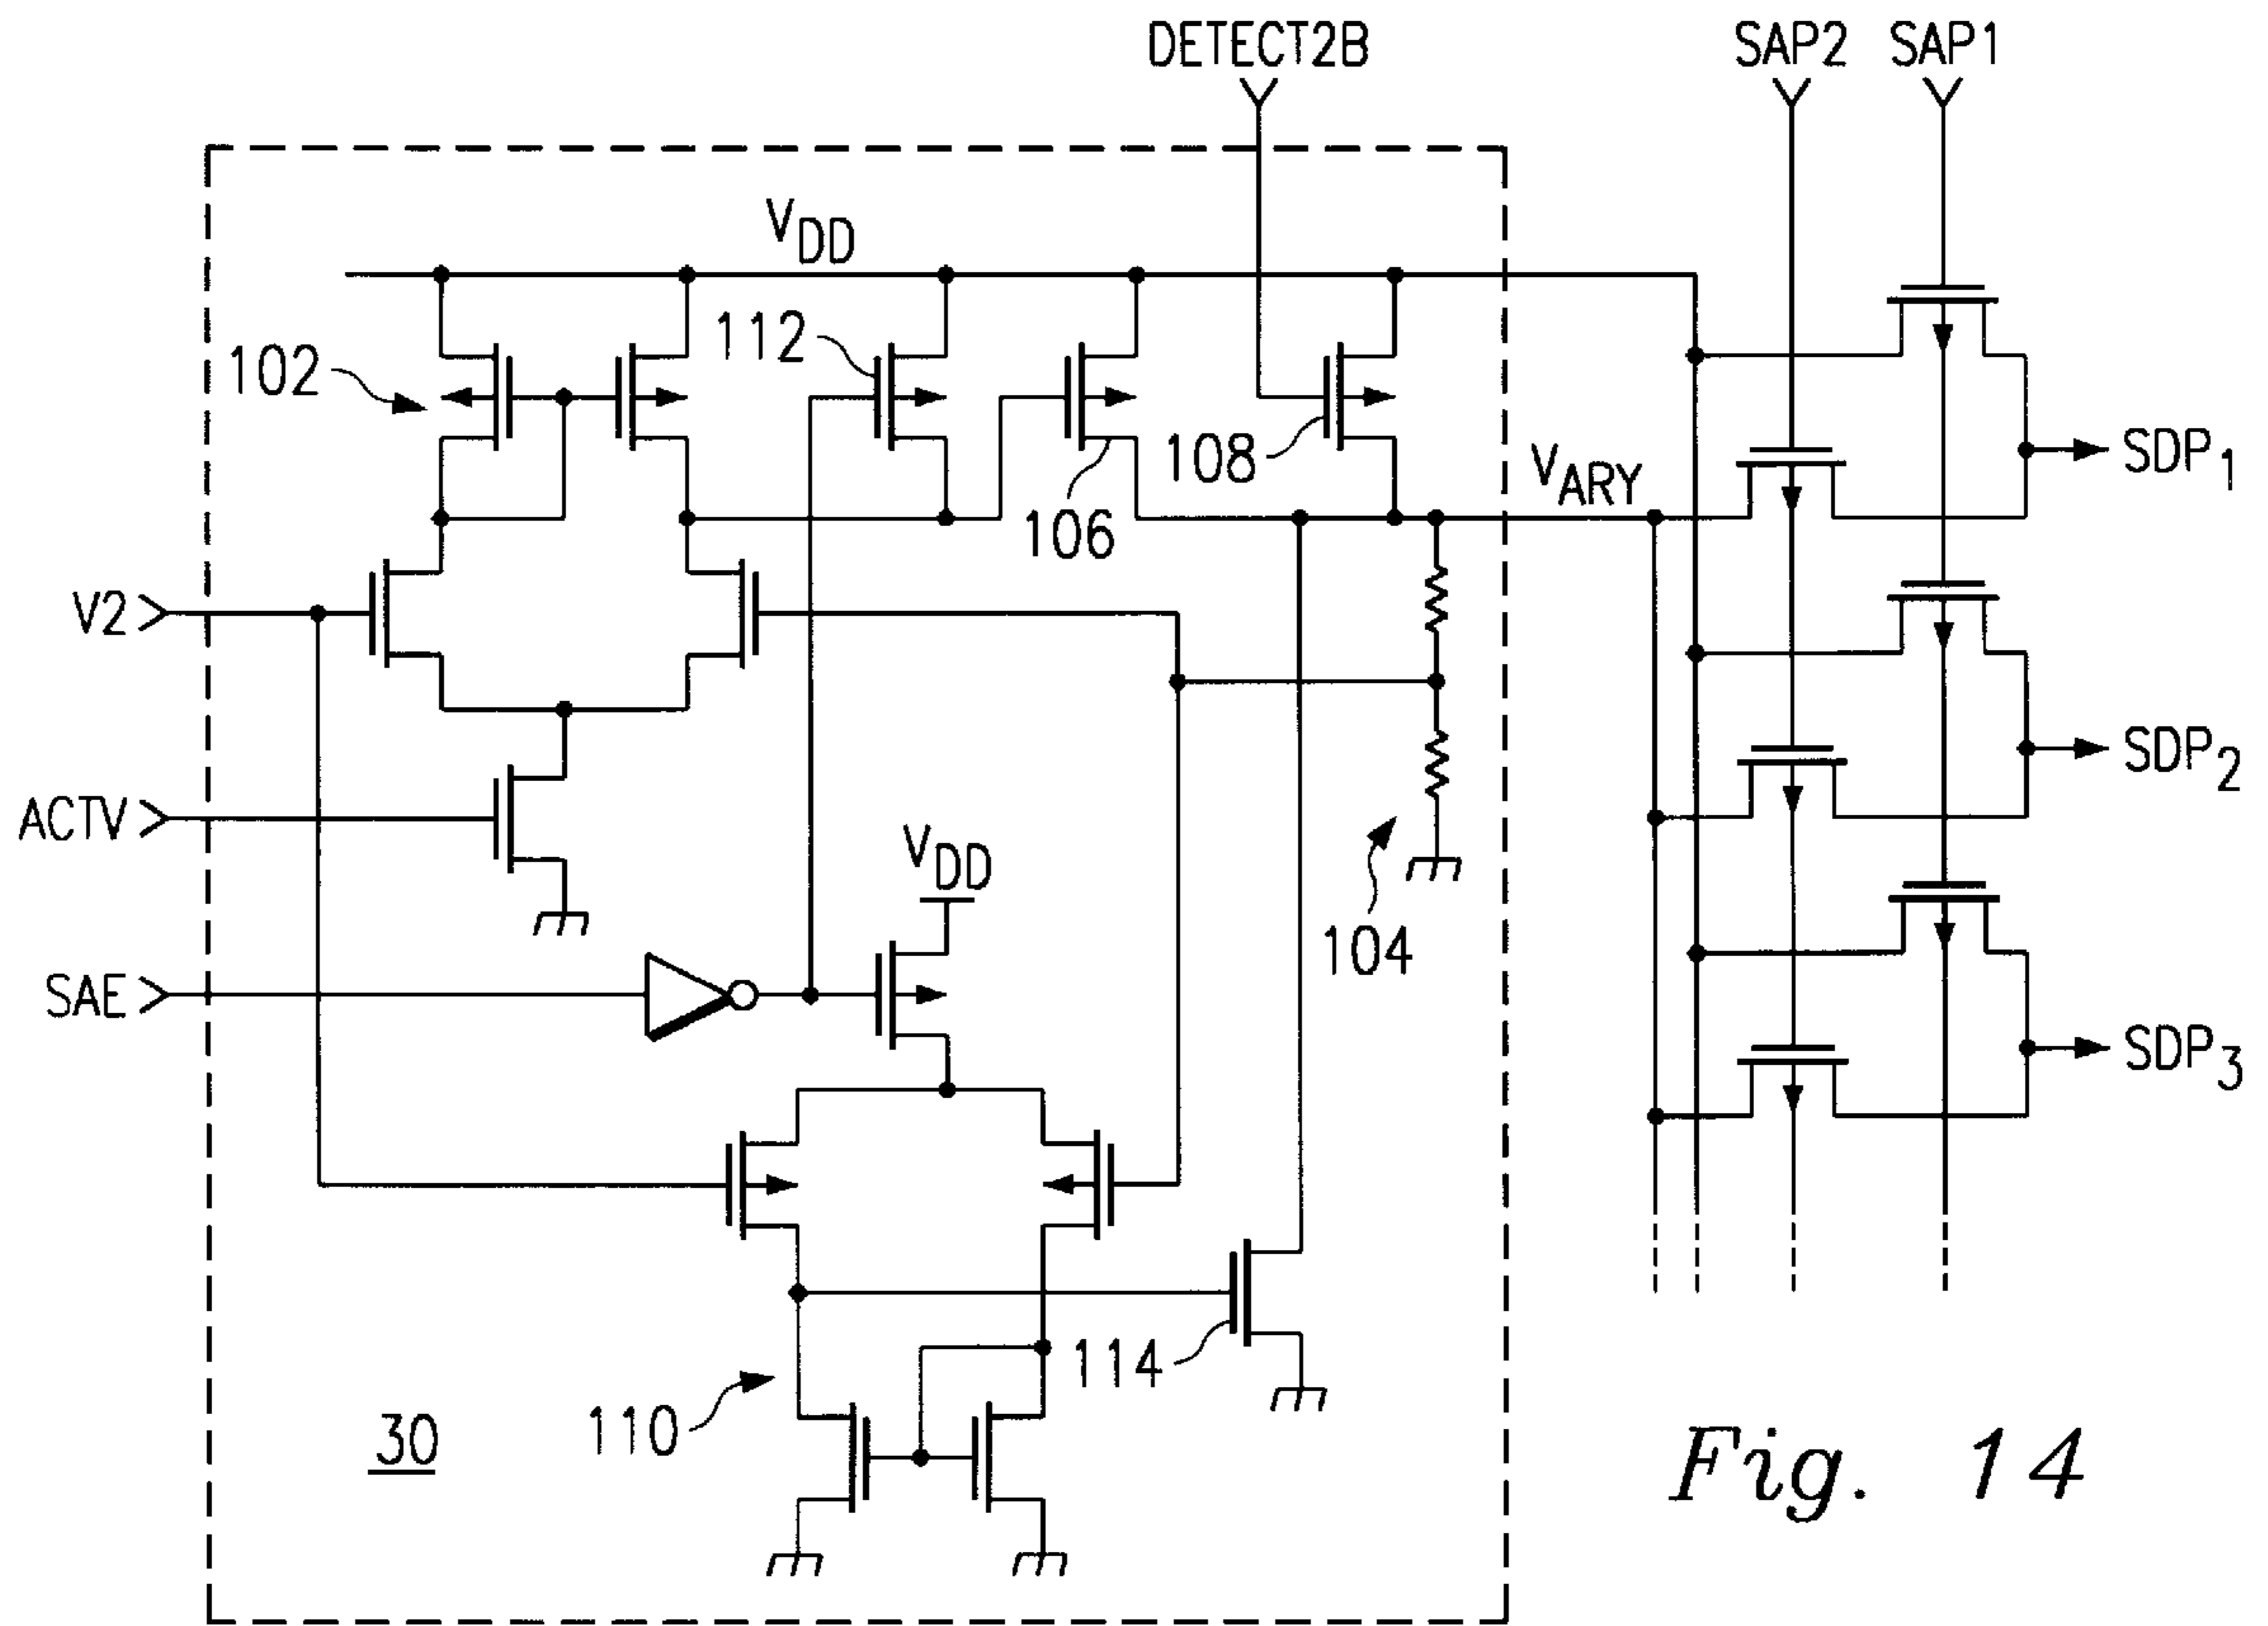 DETECT2B
SAP2 SAP1
VDD
112
102
108
VARY
SDP1
106
V2
SDP2
ACTV
VDD
104
SAE
SDP3
114
110
30
Fig. 14